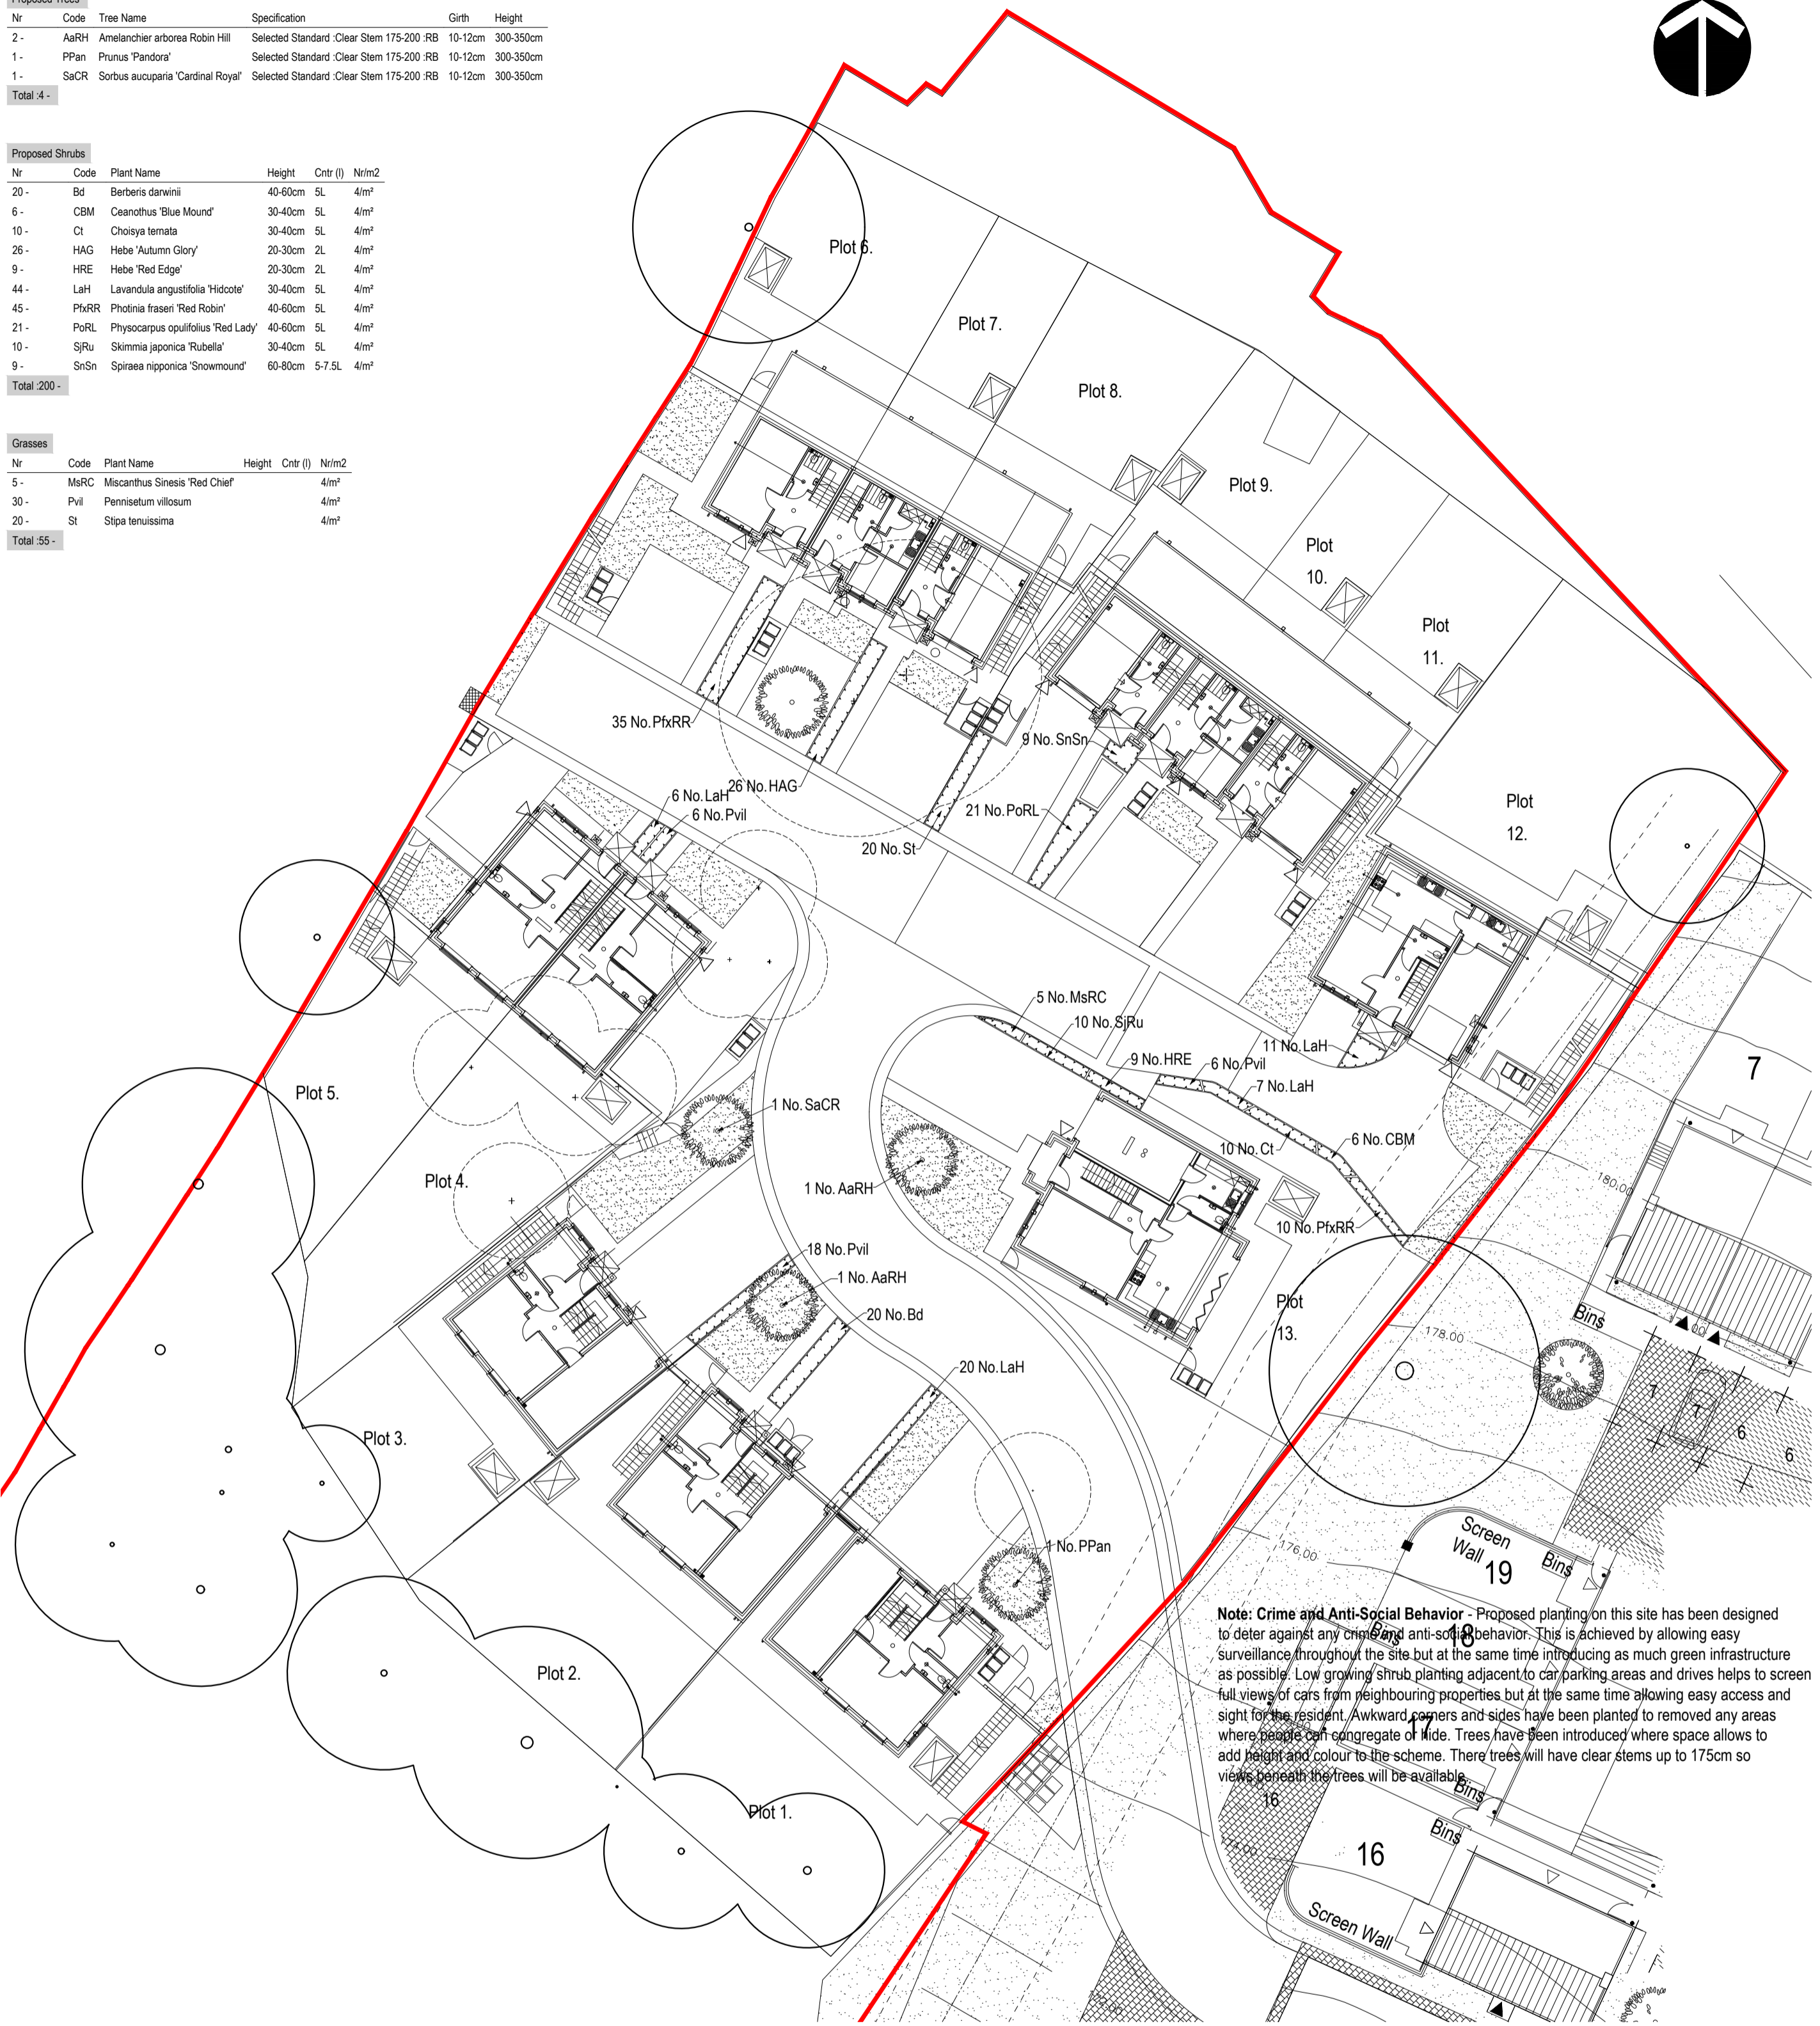 Proposed Trees
Nr Code Tree Name Specification Girth Height
2 - AaRH Amelanchier arborea Robin Hill Selected Standard :Clear Stem 175-200 :RB 10-12cm 300-350cm
1 - PPan Prunus 'Pandora' Selected Standard :Clear Stem 175-200 :RB 10-12cm 300-350cm
1 - SaCR Sorbus aucuparia 'Cardinal Royal' Selected Standard :Clear Stem 175-200 :RB 10-12cm 300-350cm
Total :4 -
Proposed Shrubs
Nr Code Plant Name Height Cntr (l) Nr/m2
20 - Bd Berberis darwinii 40-60cm 5L 4/m²
6 - CBM Ceanothus 'Blue Mound' 30-40cm 5L 4/m²
10 - Ct Choisya ternata 30-40cm 5L 4/m²
26 - HAG Hebe 'Autumn Glory' 20-30cm 2L 4/m²
9 - HRE Hebe 'Red Edge' 20-30cm 2L 4/m²
44 - LaH Lavandula angustifolia 'Hidcote' 30-40cm 5L 4/m²
45 - PfxRR Photinia fraseri 'Red Robin' 40-60cm 5L 4/m²
21 - PoRL Physocarpus opulifolius 'Red Lady' 40-60cm 5L 4/m²
10 - SjRu Skimmia japonica 'Rubella' 30-40cm 5L 4/m²
9 - SnSn Spiraea nipponica 'Snowmound' 60-80cm 5-7.5L 4/m²
Total :200 -
Grasses
Nr Code Plant Name Height Cntr (l) Nr/m2
5 - MsRC Miscanthus Sinesis 'Red Chief' 4/m²
30 - Pvil Pennisetum villosum 4/m²
20 - St Stipa tenuissima 4/m²
Total :55 -
Plot 6.
Plot 7.
Plot 8.
Plot 9.
Plot
10.
Plot
11.
Plot
12.
35 No.PfxRR
26 No.HAG
9 No.SnSn
6 No.LaH
6 No.Pvil
21 No.PoRL
20 No.St
5 No.MsRC
10 No.SjRu
11 No.LaH
9 No.HRE
6 No.Pvil
7 No.LaH
7
Plot 5.
1 No.SaCR
10 No.Ct
6 No.CBM
Plot 4.
1 No.AaRH
180.00
10 No.PfxRR
18 No.Pvil
1 No.AaRH
20 No.Bd
Plot
13.
Bins
178.00
20 No.LaH
7
7
6
6
Plot 3.
1 No.PPan
176.00
Screen
Wall
19
Bins
Note: Crime and Anti-Social Behavior - Proposed planting on this site has been designed
to deter against any crime and anti-social behavior. This is achieved by allowing easy
surveillance throughout the site but at the same time introducing as much green infrastructure
as possible. Low growing shrub planting adjacent to car parking areas and drives helps to screen
full views of cars from neighbouring properties but at the same time allowing easy access and
sight for the resident. Awkward corners and sides have been planted to removed any areas
where people can congregate or hide. Trees have been introduced where space allows to
add height and colour to the scheme. There trees will have clear stems up to 175cm so
views beneath the trees will be available.
Bins
18
17
Bins
16
Plot 2.
Plot 1.
Bins
16
Screen Wall